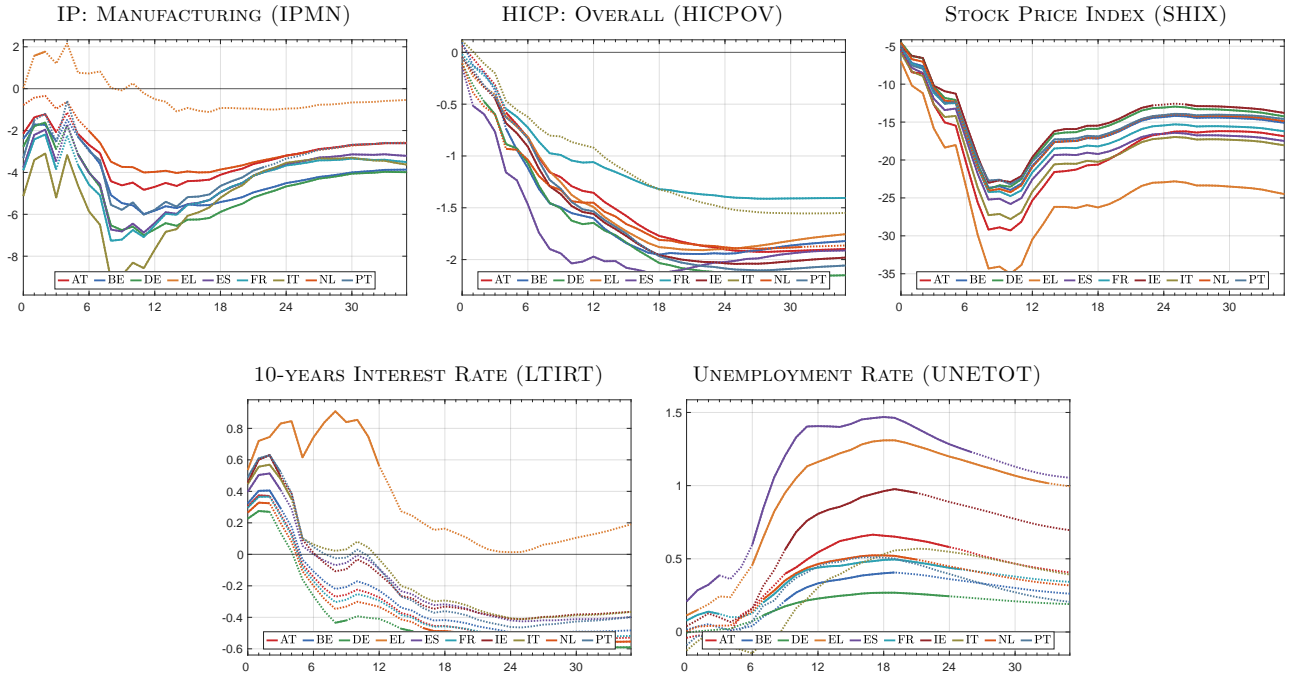 IP: Manufacturing (IPMN)
2
0
-2
-4
-6
-8
AT BE DE EL ES FR IT NL PT
0 6 12 18 24 30
HICP: Overall (HICPOV)
0
-0.5
-1
-1.5
-2
AT BE DE EL ES FR IE IT NL PT
0 6 12 18 24 30
Stock Price Index (SHIX)
-5
-10
-15
-20
-25
-30
-35
AT BE DE EL ES FR IE IT NL PT
0 6 12 18 24 30
10-years Interest Rate (LTIRT)
0.8
0.6
0.4
0.2
0
-0.2
-0.4
-0.6
AT BE DE EL ES FR IE IT NL PT
0 6 12 18 24 30
Unemployment Rate (UNETOT)
1.5
1
0.5
0
AT BE DE EL ES FR IE IT NL PT
0 6 12 18 24 30